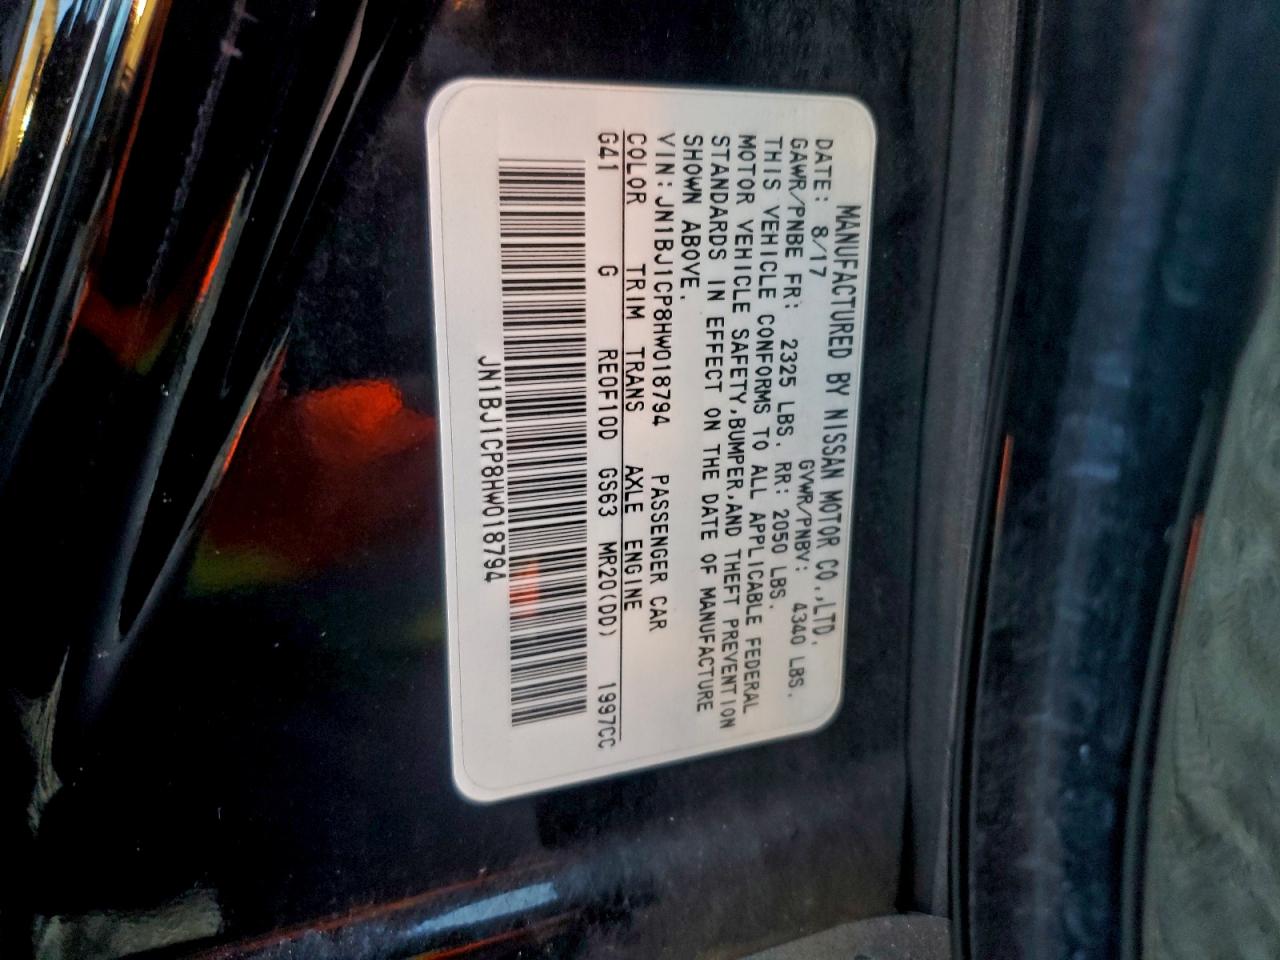 MANUFACTURED BY NISSAN MOTOR CO.,LTD.
DATE: 8/17 GVWR/PNBV: 4340 LBS.
GAWR/PNBE FR: 2325 LBS. RR: 2050 LBS.
THIS VEHICLE CONFORMS TO ALL APPLICABLE FEDERAL
MOTOR VEHICLE SAFETY,BUMPER,AND THEFT PREVENTION
STANDARDS IN EFFECT ON THE DATE OF MANUFACTURE
SHOWN ABOVE.
VIN: JN1BJ1CP8HW018794 PASSENGER CAR
COLOR TRIM TRANS AXLE ENGINE
G41 G RE0F10D GS63 MR20(DD) 1997CC
JN1BJ1CP8HW018794